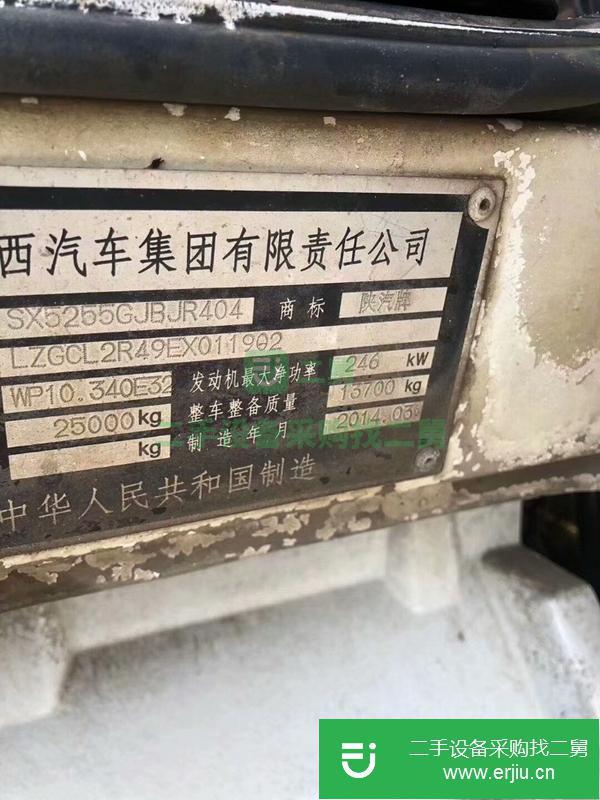 西汽车集团有限责任公司
SX5255GJBJR404 商标 陕汽牌
LZGCL2R49EX011902
WP10.340E32 发动机最大净功率 246 kW
25000 kg 整车整备质量 13700 kg
kg 制造年月 2014.03
中华人民共和国制造
二手设备采购找二舅
二手设备采购找二舅
www.erjiu.cn